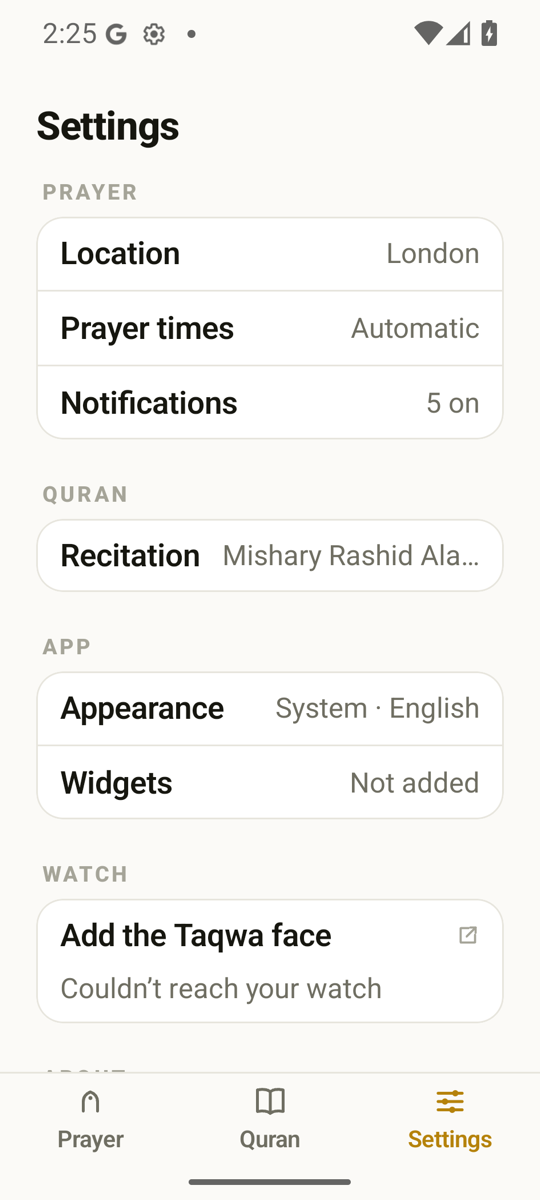 2:25
Settings
PRAYER
Location London
Prayer times Automatic
Notifications 5 on
QURAN
Recitation Mishary Rashid Ala…
APP
Appearance System · English
Widgets Not added
WATCH
Add the Taqwa face
Couldn’t reach your watch
Prayer Quran Settings